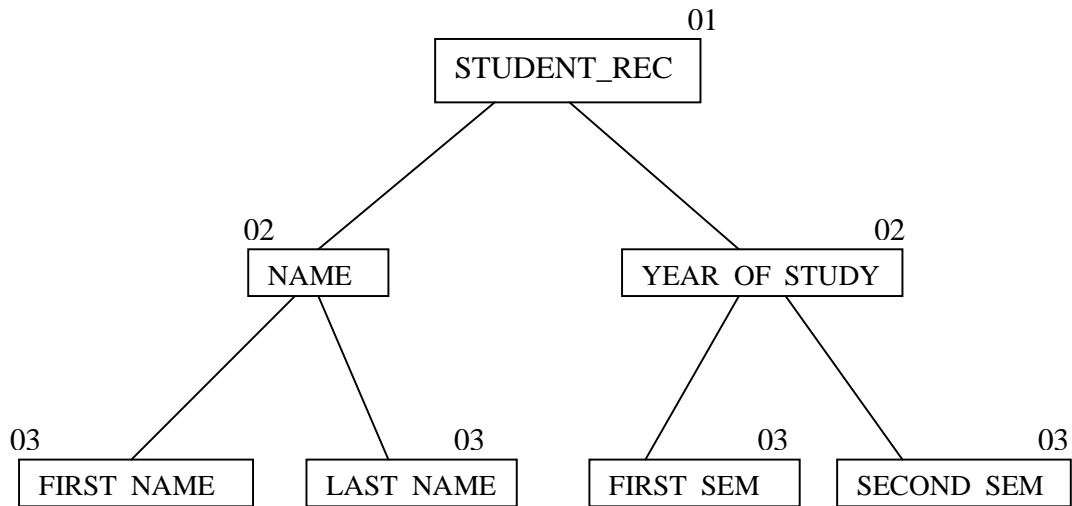 01
STUDENT_REC
02
02
NAME
YEAR OF STUDY
03
03
03
03
FIRST NAME
LAST NAME
FIRST SEM
SECOND SEM